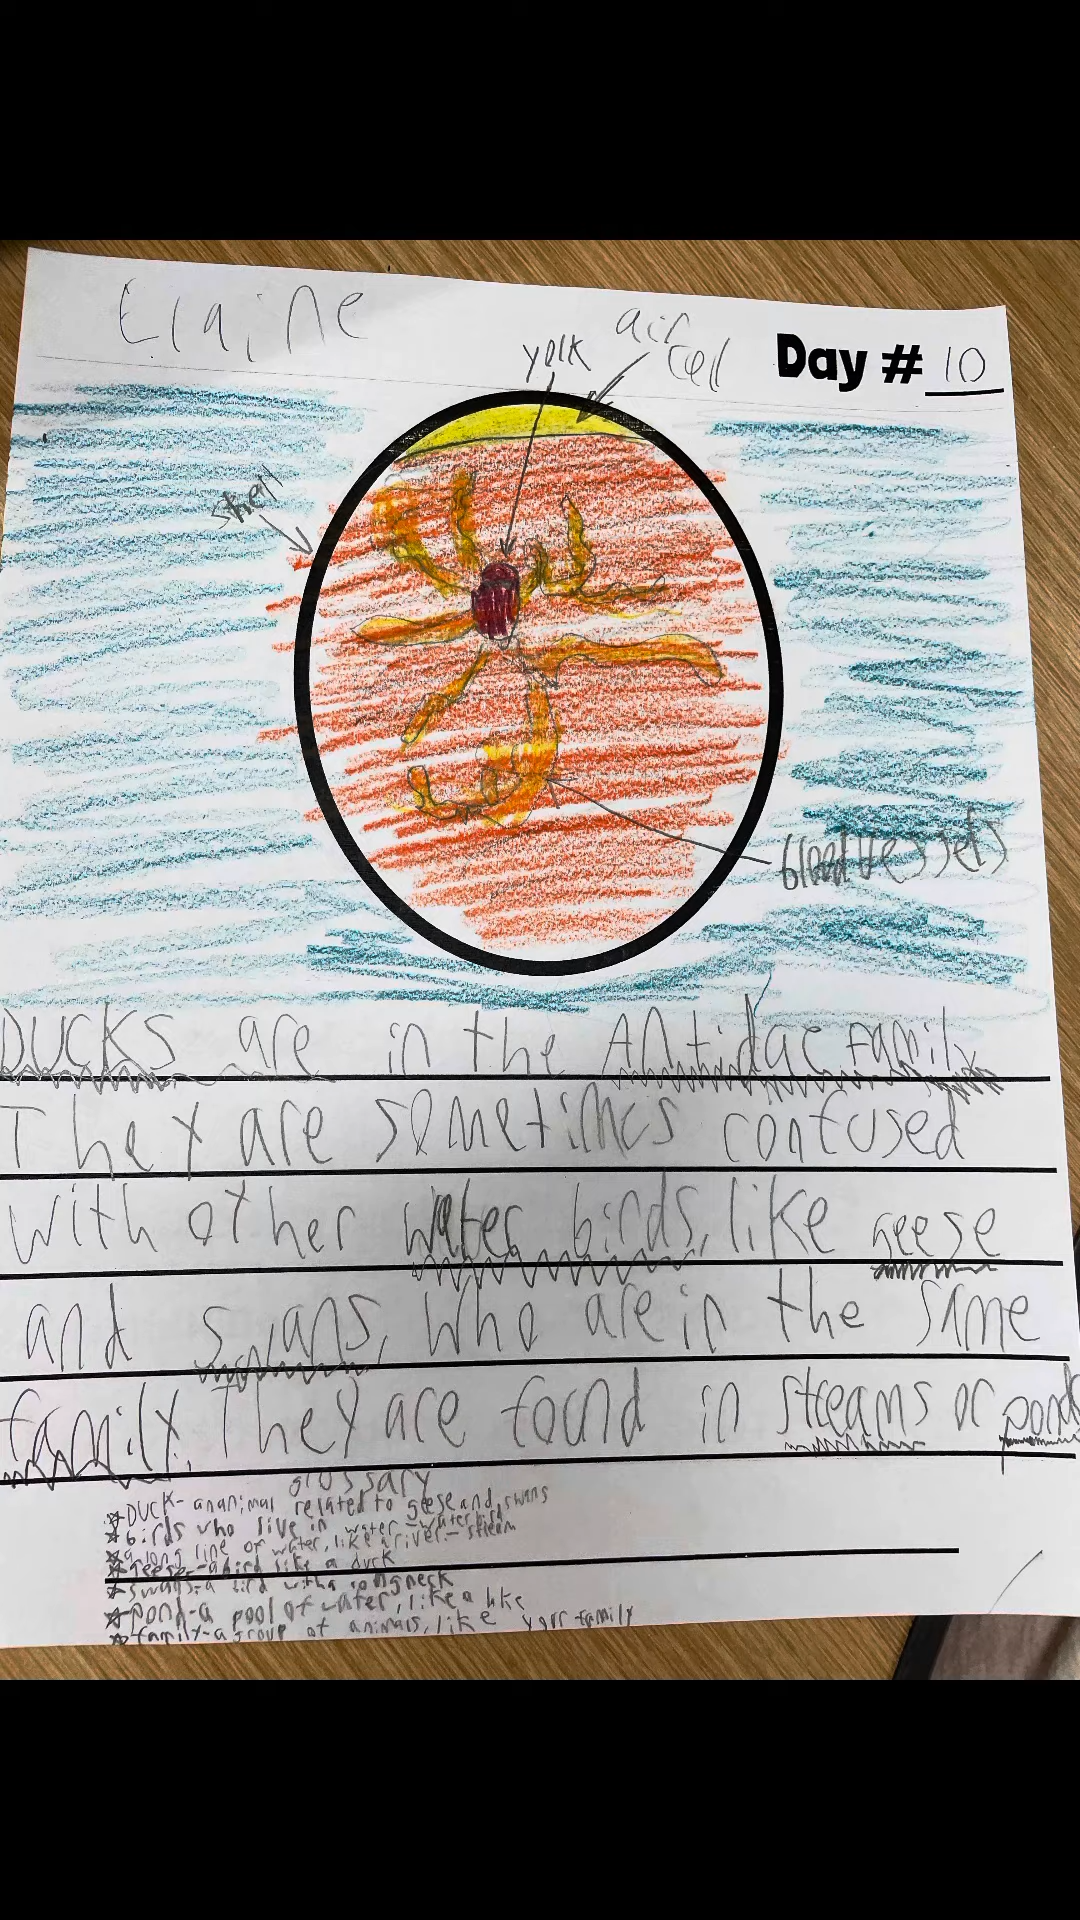 Elaine
Day # 10
air
cell
yolk
shell
blood vessels
Ducks are in the Antidae family
They are sometimes confused
with other water birds, like geese
and swans, who are in the same
family. They are found in streams or ponds
glossary
Duck - an animal related to geese and swans
birds who live in water - water bird
a long line of water, like a river. - stream
geese - a bird like a duck
swans - a bird with a long neck
pond - a pool of water, like a lake
family - a group of animals, like your family